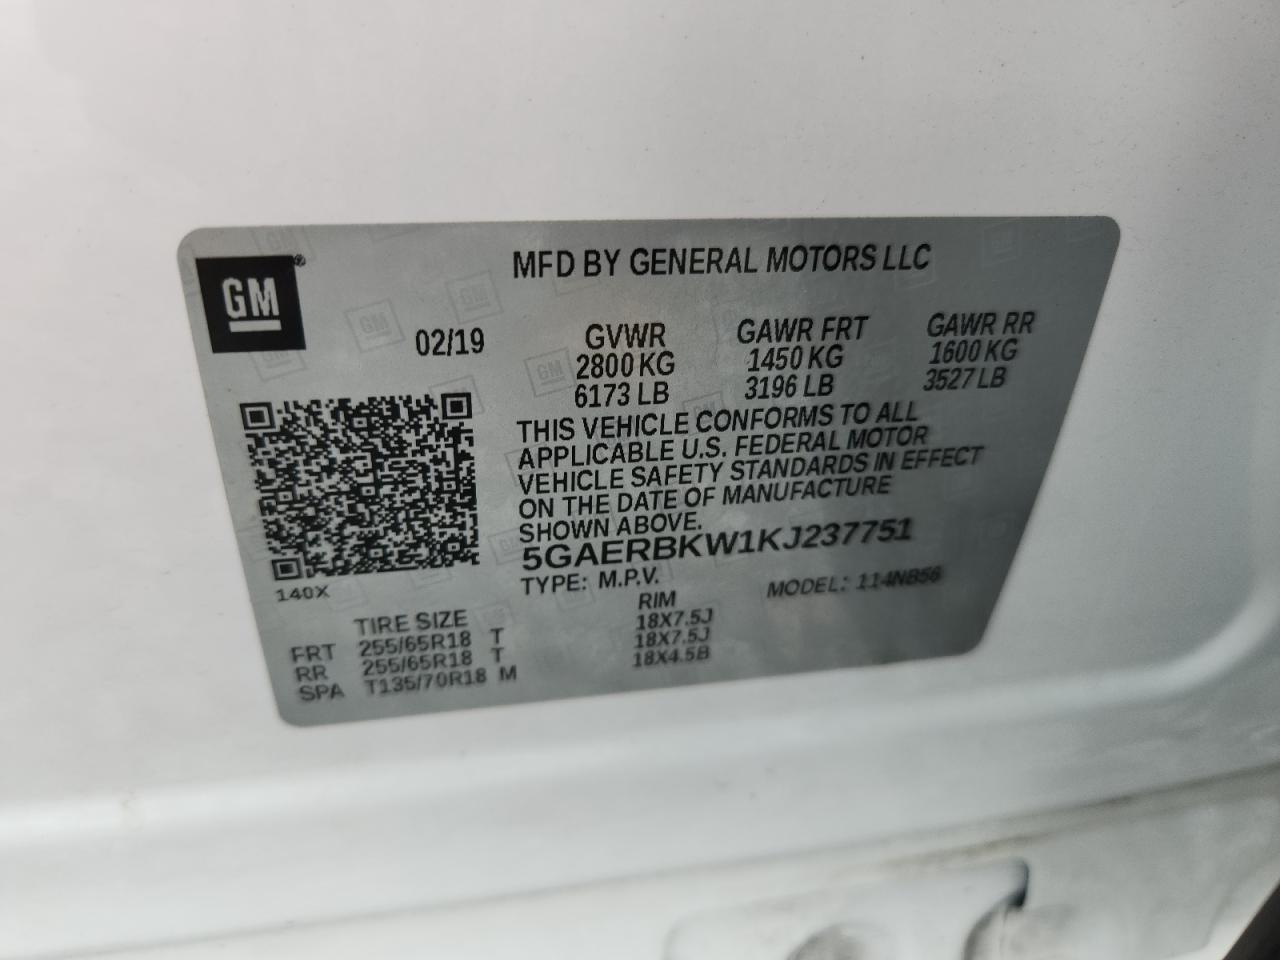 MFD BY GENERAL MOTORS LLC
GM®
02/19
GVWR GAWR FRT GAWR RR
2800 KG 1450 KG 1600 KG
6173 LB 3196 LB 3527 LB
THIS VEHICLE CONFORMS TO ALL
APPLICABLE U.S. FEDERAL MOTOR
VEHICLE SAFETY STANDARDS IN EFFECT
ON THE DATE OF MANUFACTURE
SHOWN ABOVE.
5GAERBKW1KJ237751
TYPE: M.P.V. MODEL: 114NB56
140X
TIRE SIZE RIM
FRT 255/65R18 T 18X7.5J
RR 255/65R18 T 18X7.5J
SPA T135/70R18 M 18X4.5B